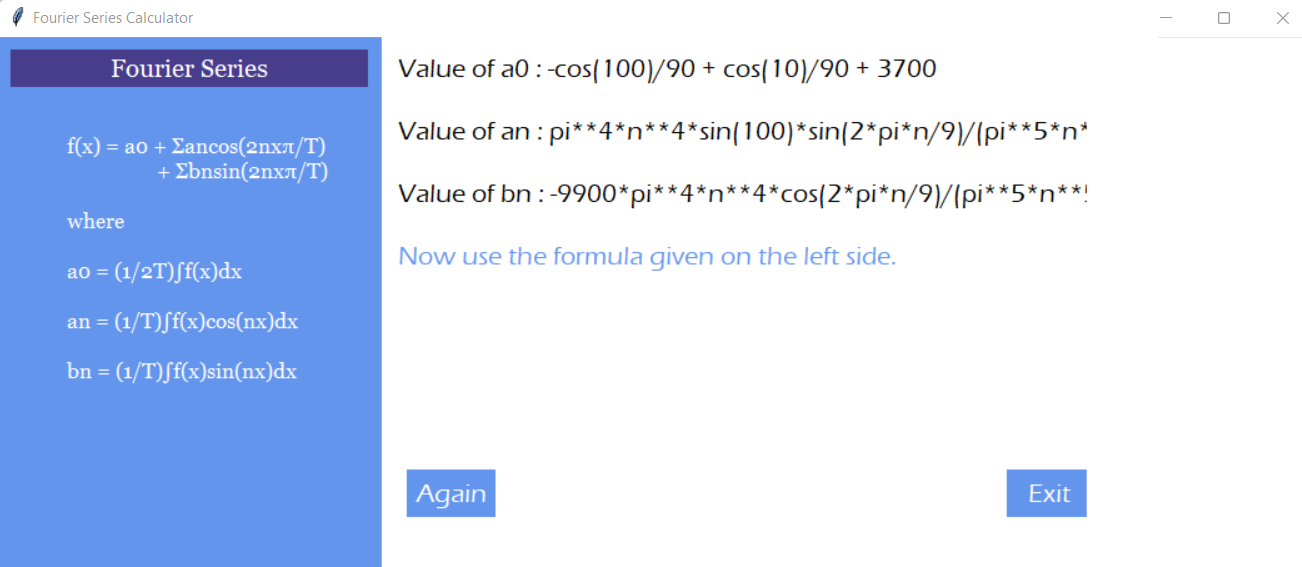 Fourier Series Calculator
Fourier Series
f(x) = a0 + Σancos(2nxπ/T)
+ Σbnsin(2nxπ/T)
where
a0 = (1/2T)∫f(x)dx
an = (1/T)∫f(x)cos(nx)dx
bn = (1/T)∫f(x)sin(nx)dx
Value of a0 : -cos(100)/90 + cos(10)/90 + 3700
Value of an : pi**4*n**4*sin(100)*sin(2*pi*n/9)/(pi**5*n*
Value of bn : -9900*pi**4*n**4*cos(2*pi*n/9)/(pi**5*n**5
Now use the formula given on the left side.
Again
Exit